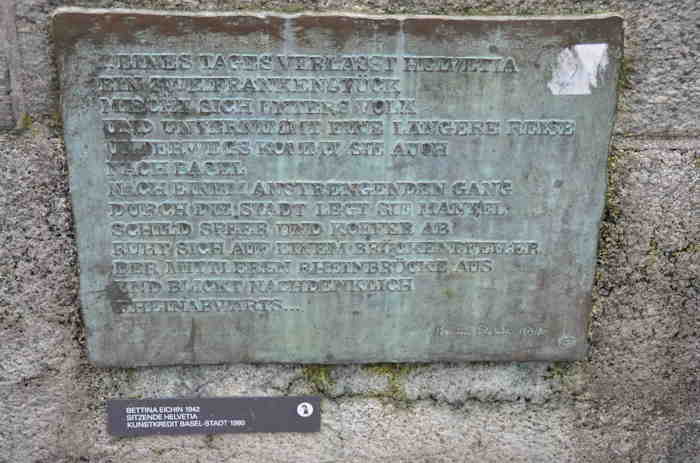 EINES TAGES VERLÄSST HELVETIA
EIN ZWEIFRANKENSTÜCK
MISCHT SICH UNTERS VOLK
UND UNTERNIMMT EINE LÄNGERE REISE
UNTERWEGS KOMMT SIE AUCH
NACH BASEL
NACH EINEM ANSTRENGENDEN GANG
DURCH DIE STADT LEGT SIE MANTEL
SCHILD SPEER UND KOFFER AB
RUHT SICH AUF EINEM BRÜCKENPFEILER
DER MITTLEREN RHEINBRÜCKE AUS
UND BLICKT NACHDENKLICH
RHEINABWÄRTS...
BETTINA EICHIN 1942
SITZENDE HELVETIA
KUNSTKREDIT BASEL-STADT 1980